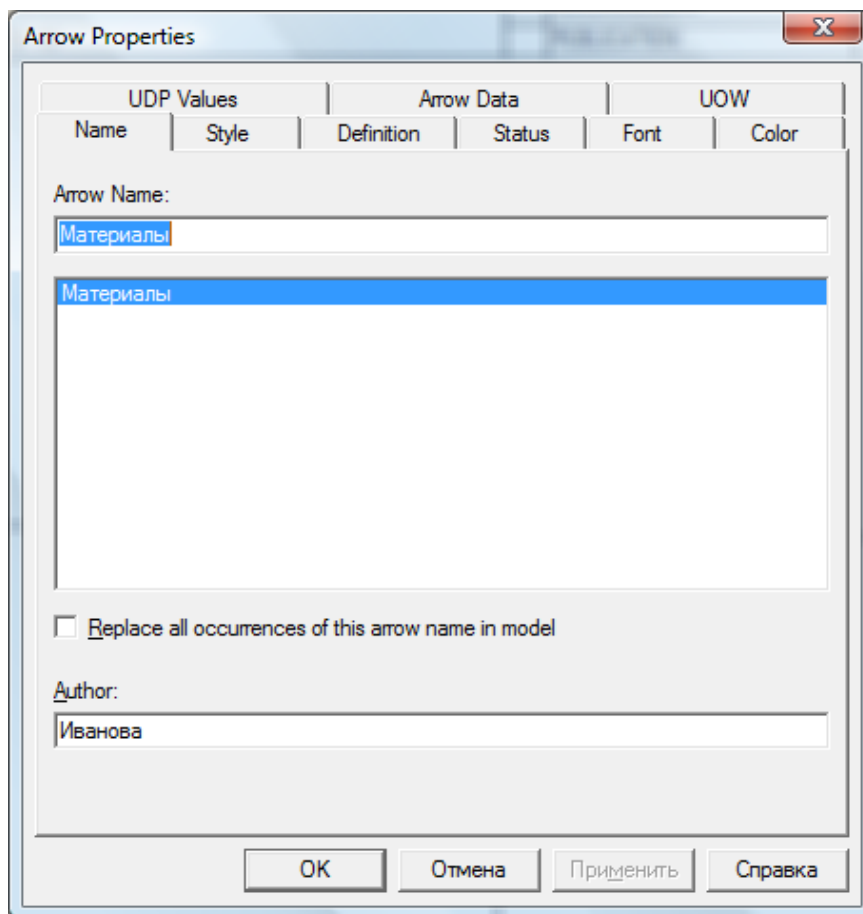 Arrow Properties
UDP Values Arrow Data UOW
Name Style Definition Status Font Color
Arrow Name:
Материалы
Материалы
Replace all occurrences of this arrow name in model
Author:
Иванова
OK Отмена Применить Справка